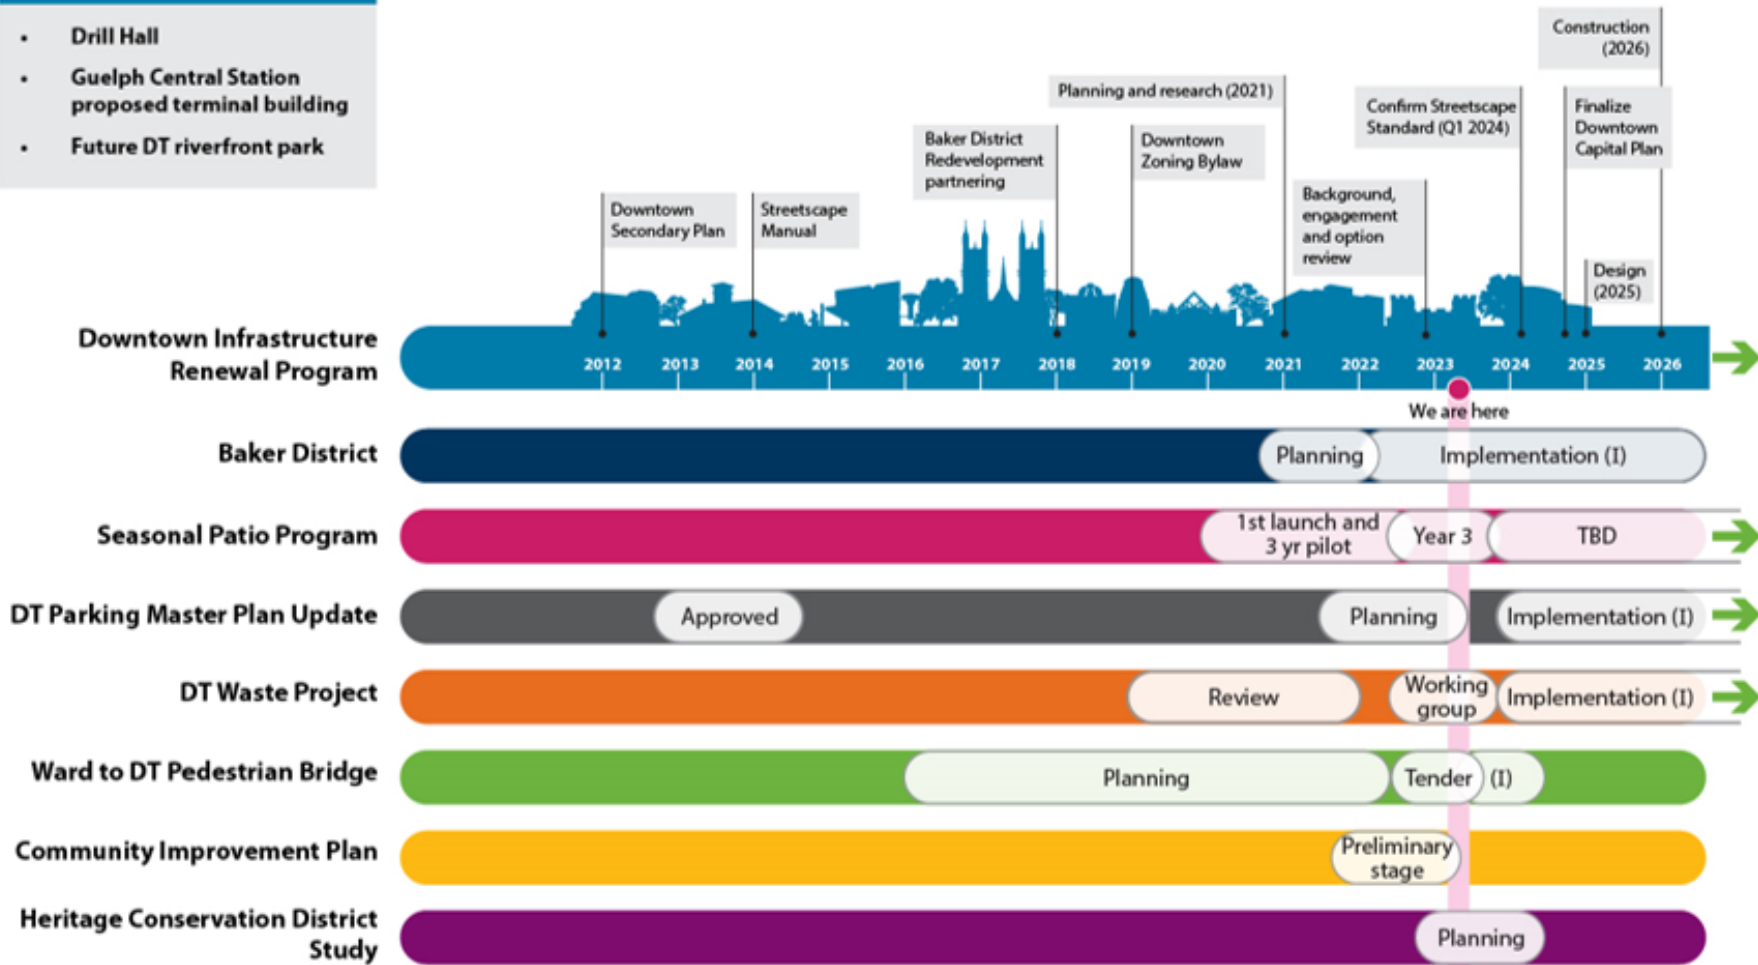 • Drill Hall
• Guelph Central Station
proposed terminal building
• Future DT riverfront park
Construction
(2026)
Planning and research (2021)
Confirm Streetscape
Standard (Q1 2024)
Finalize
Downtown
Capital Plan
Baker District
Redevelopment
partnering
Downtown
Zoning Bylaw
Background,
engagement
and option
review
Downtown
Secondary Plan
Streetscape
Manual
Design
(2025)
Downtown Infrastructure
Renewal Program
2012 2013 2014 2015 2016 2017 2018 2019 2020 2021 2022 2023 2024 2025 2026
We are here
Baker District
Planning
Implementation (I)
Seasonal Patio Program
1st launch and
3 yr pilot
Year 3
TBD
DT Parking Master Plan Update
Approved
Planning
Implementation (I)
DT Waste Project
Review
Working
group
Implementation (I)
Ward to DT Pedestrian Bridge
Planning
Tender
(I)
Community Improvement Plan
Preliminary
stage
Heritage Conservation District
Study
Planning